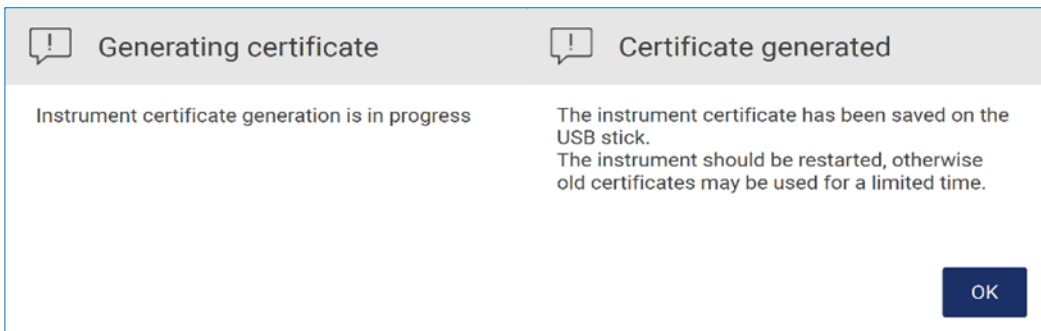 Generating certificate
Instrument certificate generation is in progress
Certificate generated
The instrument certificate has been saved on the
USB stick.
The instrument should be restarted, otherwise
old certificates may be used for a limited time.
OK